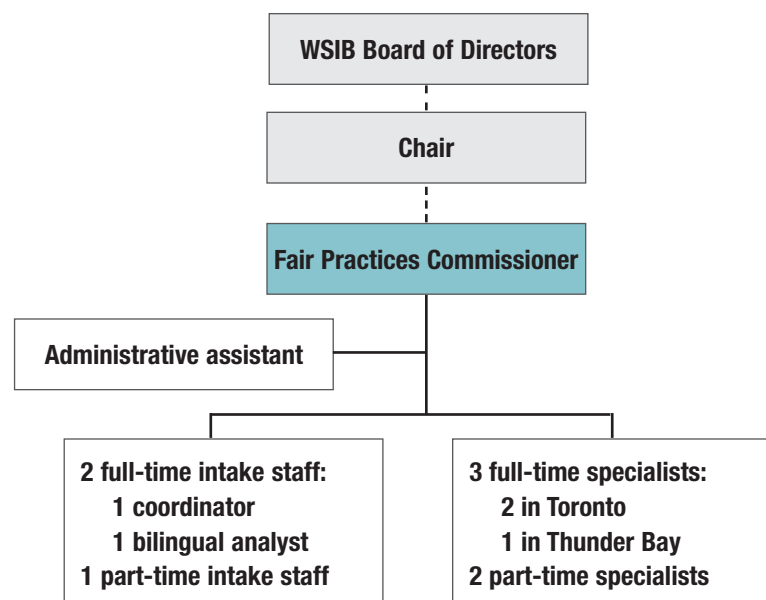 WSIB Board of Directors
Chair
Fair Practices Commissioner
Administrative assistant
2 full-time intake staff:
1 coordinator
1 bilingual analyst
1 part-time intake staff
3 full-time specialists:
2 in Toronto
1 in Thunder Bay
2 part-time specialists